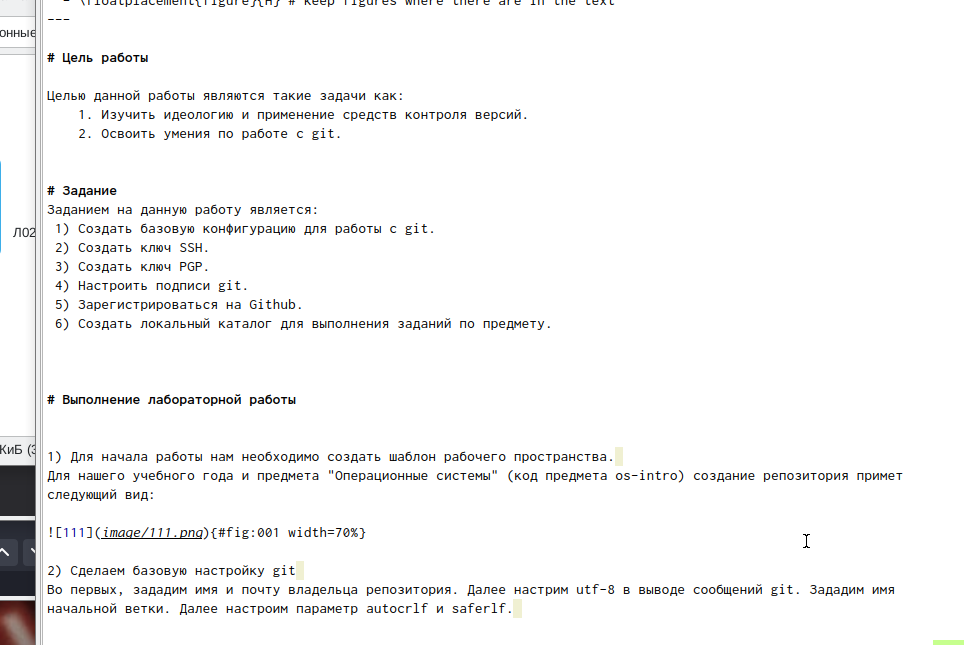 - \floatplacement{figure}{H} # keep figures where there are in the text
---
онные
# Цель работы
Целью данной работы являются такие задачи как:
1. Изучить идеологию и применение средств контроля версий.
2. Освоить умения по работе с git.
# Задание
Заданием на данную работу является:
1) Создать базовую конфигурацию для работы с git.
Л02
2) Создать ключ SSH.
3) Создать ключ PGP.
4) Настроить подписи git.
5) Зарегистрироваться на Github.
6) Создать локальный каталог для выполнения заданий по предмету.
# Выполнение лабораторной работы
КиБ (3
1) Для начала работы нам необходимо создать шаблон рабочего пространства.
Для нашего учебного года и предмета "Операционные системы" (код предмета os-intro) создание репозитория примет
следующий вид:
![111](image/111.png){#fig:001 width=70%}
2) Сделаем базовую настройку git
Во первых, зададим имя и почту владельца репозитория. Далее настрим utf-8 в выводе сообщений git. Зададим имя
начальной ветки. Далее настроим параметр autocrlf и saferlf.